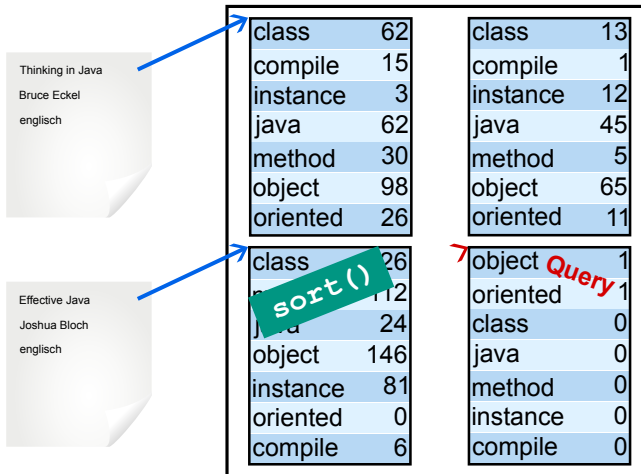 Thinking in Java
Bruce Eckel
englisch
class 62
compile 15
instance 3
java 62
method 30
object 98
oriented 26
class 13
compile 1
instance 12
java 45
method 5
object 65
oriented 11
Effective Java
Joshua Bloch
englisch
class 26
112
24
object 146
instance 81
oriented 0
compile 6
sort()
object 1
oriented 1
class 0
java 0
method 0
instance 0
compile 0
Query